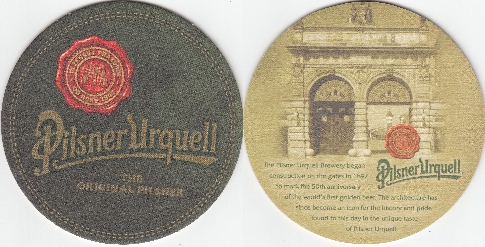 Pilsner Urquell
THE
ORIGINAL PILSNER
The Pilsner Urquell Brewery began
construction on the gates in 1892
to mark the 50th anniversary
of the world's first golden beer. The architecture has
since become an icon for the history and pride
found to this day in the unique taste
of Pilsner Urquell
Pilsner Urquell